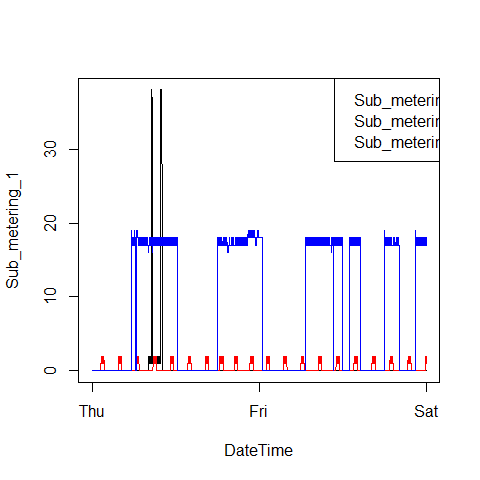 Sub_meterin
Sub_meterin
Sub_meterin
Sub_metering_1
30
20
10
0
Thu
Fri
Sat
DateTime